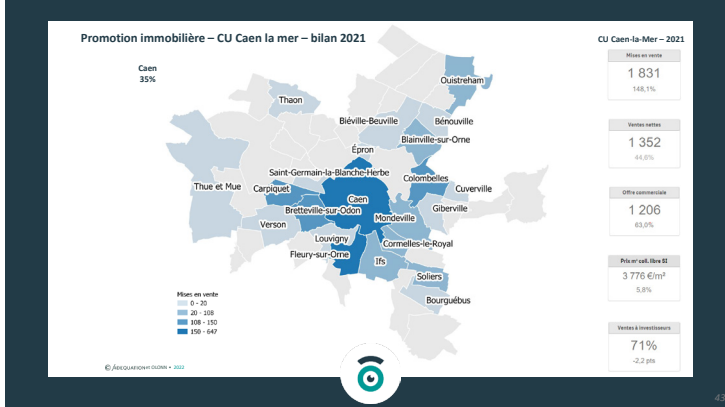 Promotion immobilière – CU Caen la mer – bilan 2021
CU Caen-la-Mer – 2021
Caen
35%
Ouistreham
Thaon
Biéville-Beuville
Bénouville
Blainville-sur-Orne
Épron
Saint-Germain-la-Blanche-Herbe
Colombelles
Thue et Mue
Carpiquet
Cuverville
Caen
Bretteville-sur-Odon
Giberville
Mondeville
Verson
Louvigny
Cormelles-le-Royal
Fleury-sur-Orne
Ifs
Soliers
Bourguébus
Mises en vente
0 - 20
20 - 108
108 - 150
150 - 647
Mises en vente
1 831
148,1%
Ventes nettes
1 352
44,6%
Offre commerciale
1 206
63,0%
Prix m² coll. libre SI
3 776 €/m²
5,8%
Ventes à investisseurs
71%
-2,2 pts
43